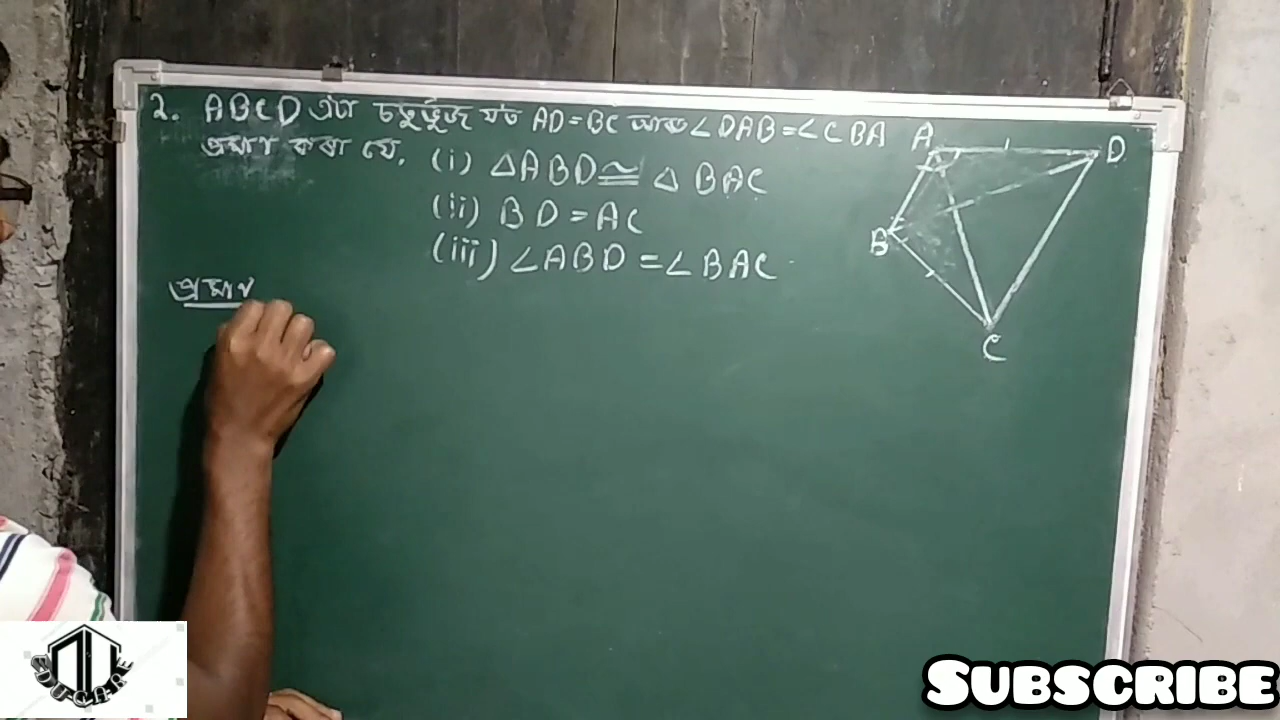 2. ABCD এটা চতুৰ্ভুজ য'ত AD=BC আৰু ∠DAB=∠CBA
প্ৰমাণ কৰা যে, (i) △ABD≅△BAC
(ii) BD=AC
(iii) ∠ABD=∠BAC.
A
D
B
C
প্ৰমাণ
EDUCARE
SUBSCRIBE